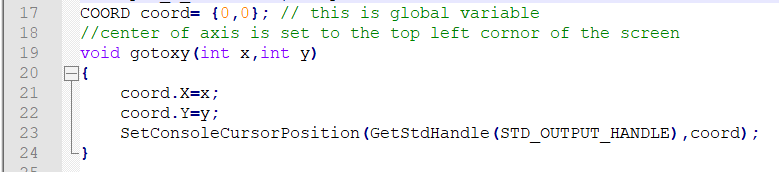 17 COORD coord= {0,0}; // this is global variable
18 //center of axis is set to the top left cornor of the screen
19 void gotoxy(int x,int y)
20 {
21 coord.X=x;
22 coord.Y=y;
23 SetConsoleCursorPosition(GetStdHandle(STD_OUTPUT_HANDLE),coord);
24 }